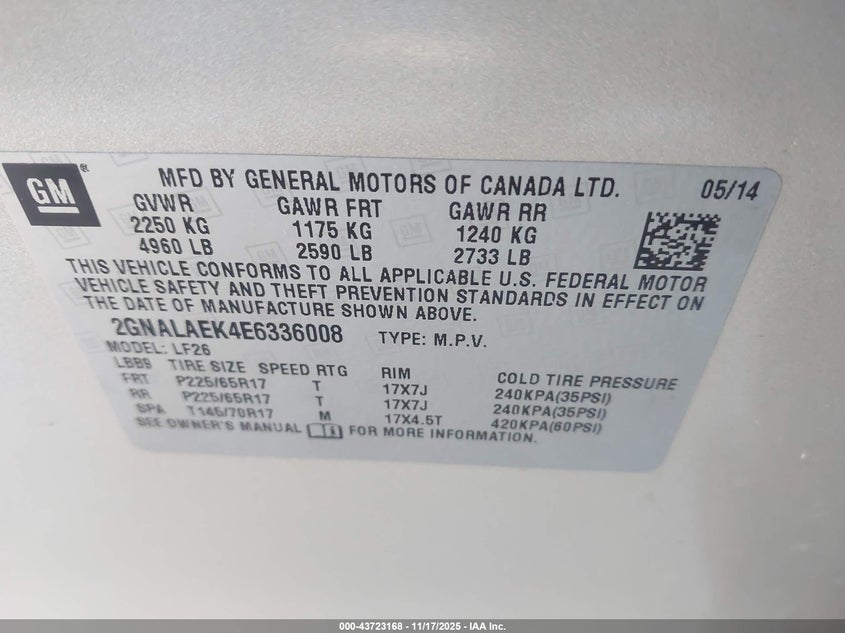 GM®
MFD BY GENERAL MOTORS OF CANADA LTD. 05/14
GVWR GAWR FRT GAWR RR
2250 KG 1175 KG 1240 KG
4960 LB 2590 LB 2733 LB
THIS VEHICLE CONFORMS TO ALL APPLICABLE U.S. FEDERAL MOTOR
VEHICLE SAFETY AND THEFT PREVENTION STANDARDS IN EFFECT ON
THE DATE OF MANUFACTURE SHOWN ABOVE.
2GNALAEK4E6336008 TYPE: M.P.V.
MODEL: LF26
LBB9 TIRE SIZE SPEED RTG RIM COLD TIRE PRESSURE
FRT P225/65R17 T 17X7J 240KPA(35PSI)
RR P225/65R17 T 17X7J 240KPA(35PSI)
SPA T145/70R17 M 17X4.5T 420KPA(60PSI)
SEE OWNER'S MANUAL FOR MORE INFORMATION.
000-43723168 - 11/17/2025 - IAA Inc.